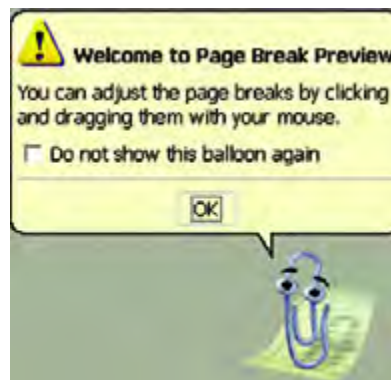 Welcome to Page Break Preview
You can adjust the page breaks by clicking
and dragging them with your mouse.
Do not show this balloon again
OK